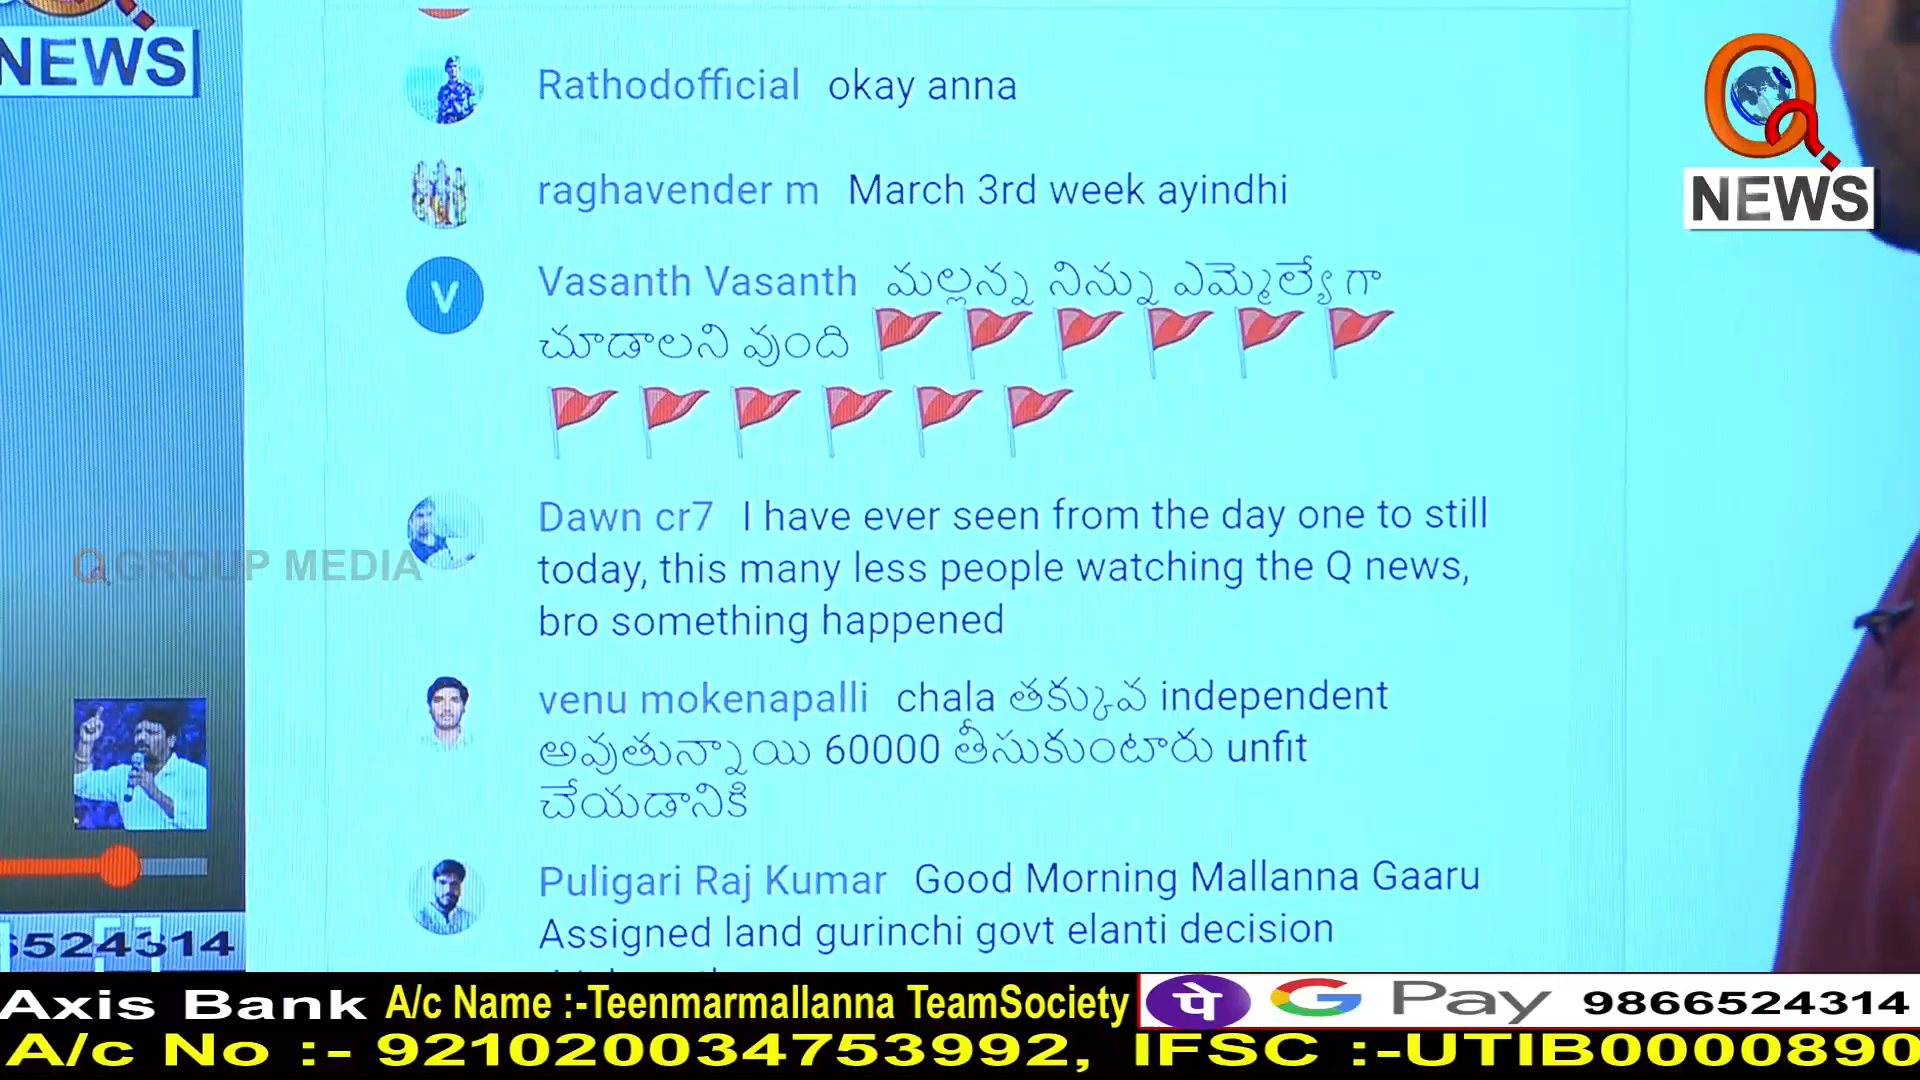 NEWS
Rathodofficial okay anna
NEWS
raghavender m March 3rd week ayindhi
V
Vasanth Vasanth మల్లన్న నిన్ను ఎమ్మెల్యే గా
చూడాలని వుంది 🚩🚩🚩🚩🚩🚩
🚩🚩🚩🚩🚩🚩
Dawn cr7 I have ever seen from the day one to still
today, this many less people watching the Q news,
bro something happened
QGROUP MEDIA
venu mokenapalli chala తక్కువ independent
అవుతున్నాయి 60000 తీసుకుంటారు unfit
చేయడానికి
Puligari Raj Kumar Good Morning Mallanna Gaaru
Assigned land gurinchi govt elanti decision
6524314
Axis Bank A/c Name :-Teenmarmallanna TeamSociety
पे G Pay 9866524314
A/c No :- 921020034753992, IFSC :-UTIB0000890